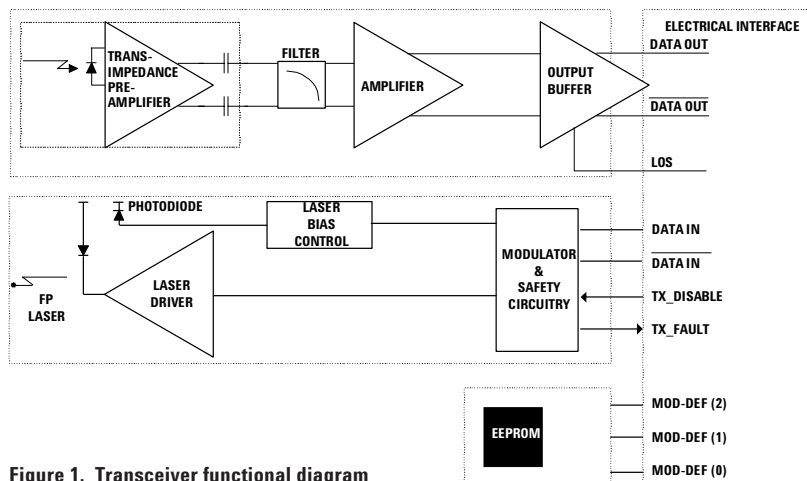 ELECTRICAL INTERFACE
TRANS-
IMPEDANCE
PRE-
AMPLIFIER
FILTER
AMPLIFIER
OUTPUT
BUFFER
DATA OUT
DATA OUT
LOS
PHOTODIODE
LASER
BIAS
CONTROL
MODULATOR
&
SAFETY
CIRCUITRY
DATA IN
DATA IN
TX_DISABLE
TX_FAULT
FP
LASER
LASER
DRIVER
EEPROM
MOD-DEF (2)
MOD-DEF (1)
MOD-DEF (0)
Figure 1. Transceiver functional diagram